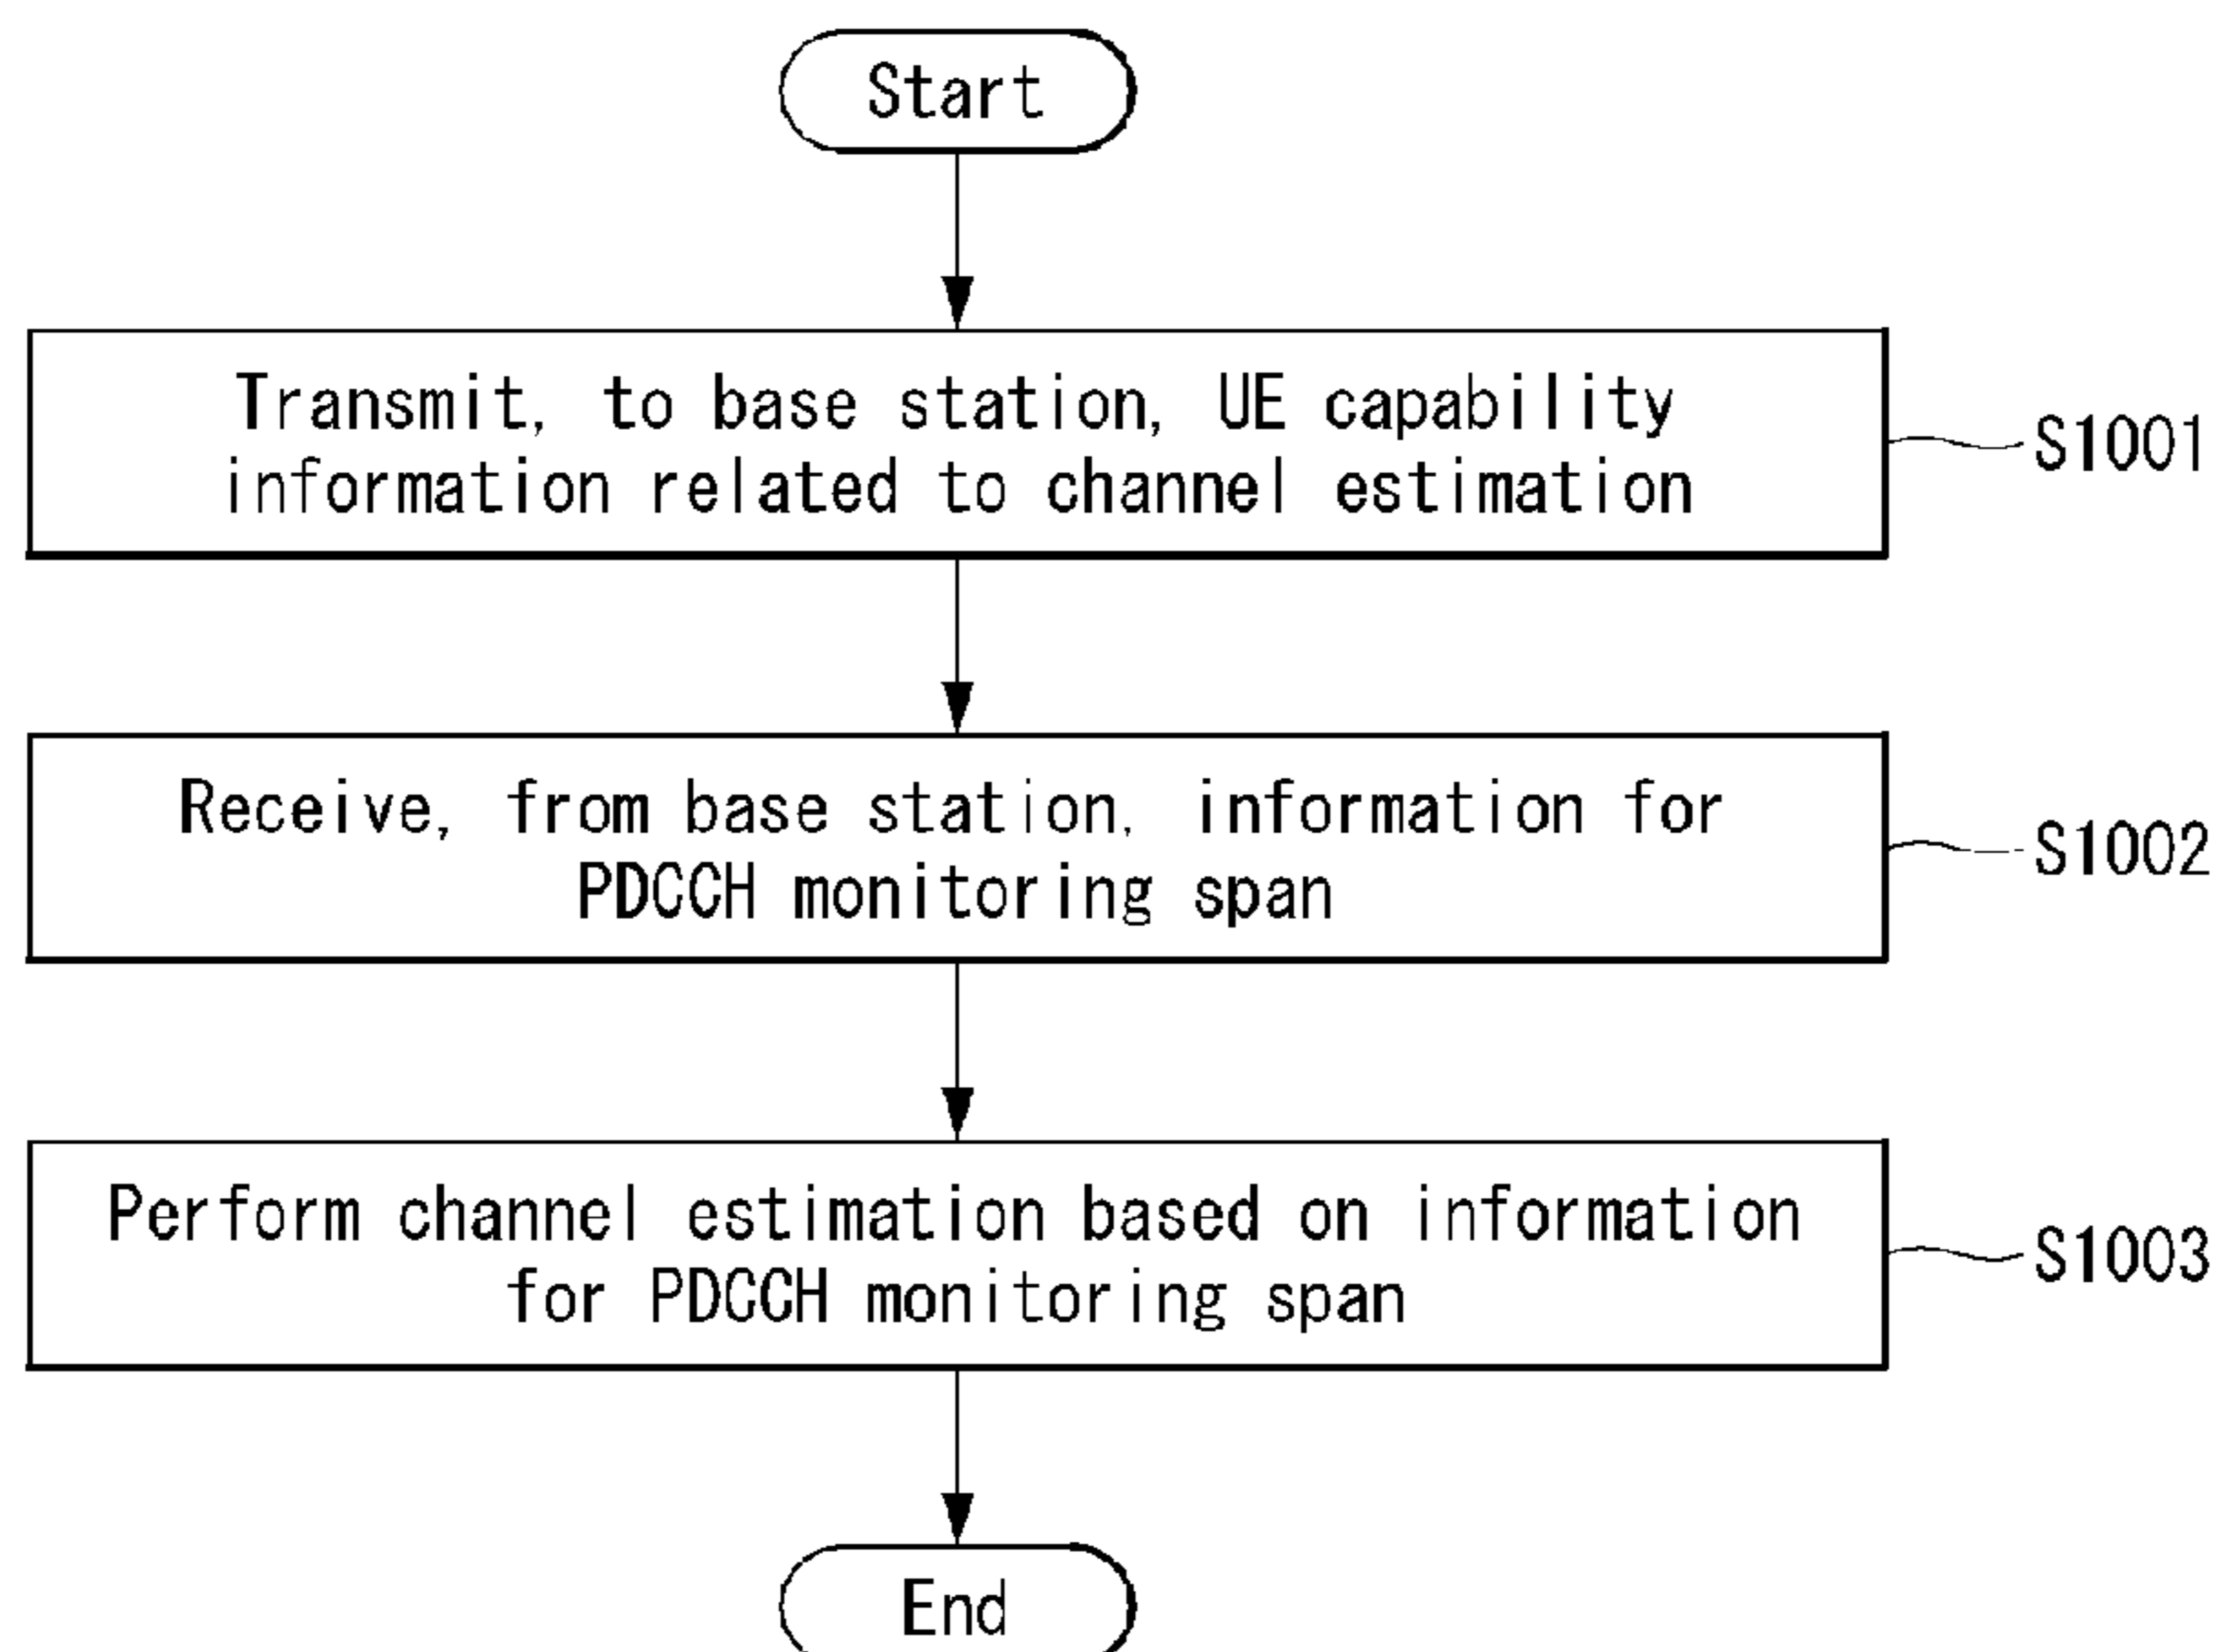 Start
Transmit, to base station, UE capability
information related to channel estimation
S1001
Receive, from base station, information for
PDCCH monitoring span
S1002
Perform channel estimation based on information
for PDCCH monitoring span
S1003
End